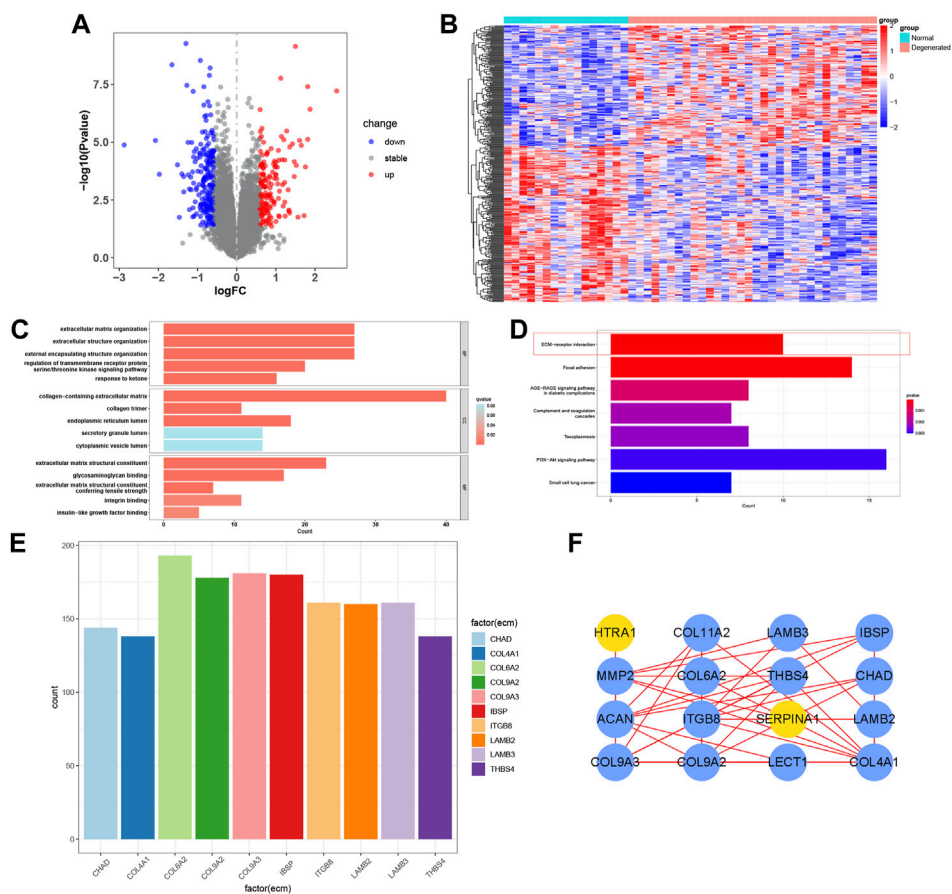 A
−log10(Pvalue)
7.5
5.0
2.5
0.0
−3
−2
−1
0
1
2
logFC
change
down
stable
up
B
group
2
1
0
−1
−2
group
Normal
Degenerated
C
extracellular matrix organization
extracellular structure organization
external encapsulating structure organization
regulation of transmembrane receptor protein
serine/threonine kinase signaling pathway
response to ketone
BP
collagen−containing extracellular matrix
collagen trimer
endoplasmic reticulum lumen
secretory granule lumen
cytoplasmic vesicle lumen
CC
extracellular matrix structural constituent
glycosaminoglycan binding
extracellular matrix structural constituent
conferring tensile strength
integrin binding
insulin−like growth factor binding
MF
0
10
20
30
40
Count
qvalue
D
ECM−receptor interaction
Focal adhesion
AGE−RAGE signaling pathway
in diabetic complications
Complement and coagulation
cascades
Toxoplasmosis
PI3K−Akt signaling pathway
Small cell lung cancer
0
5
10
15
Count
pvalue
0.001
0.002
0.003
E
count
200
150
100
50
0
CHAD
COL4A1
COL6A2
COL9A2
COL9A3
IBSP
ITGB8
LAMB2
LAMB3
THBS4
factor(ecm)
factor(ecm)
CHAD
COL4A1
COL6A2
COL9A2
COL9A3
IBSP
ITGB8
LAMB2
LAMB3
THBS4
F
HTRA1 COL11A2 LAMB3 IBSP
MMP2 COL6A2 THBS4 CHAD
ACAN ITGB8 SERPINA1 LAMB2
COL9A3 COL9A2 LECT1 COL4A1